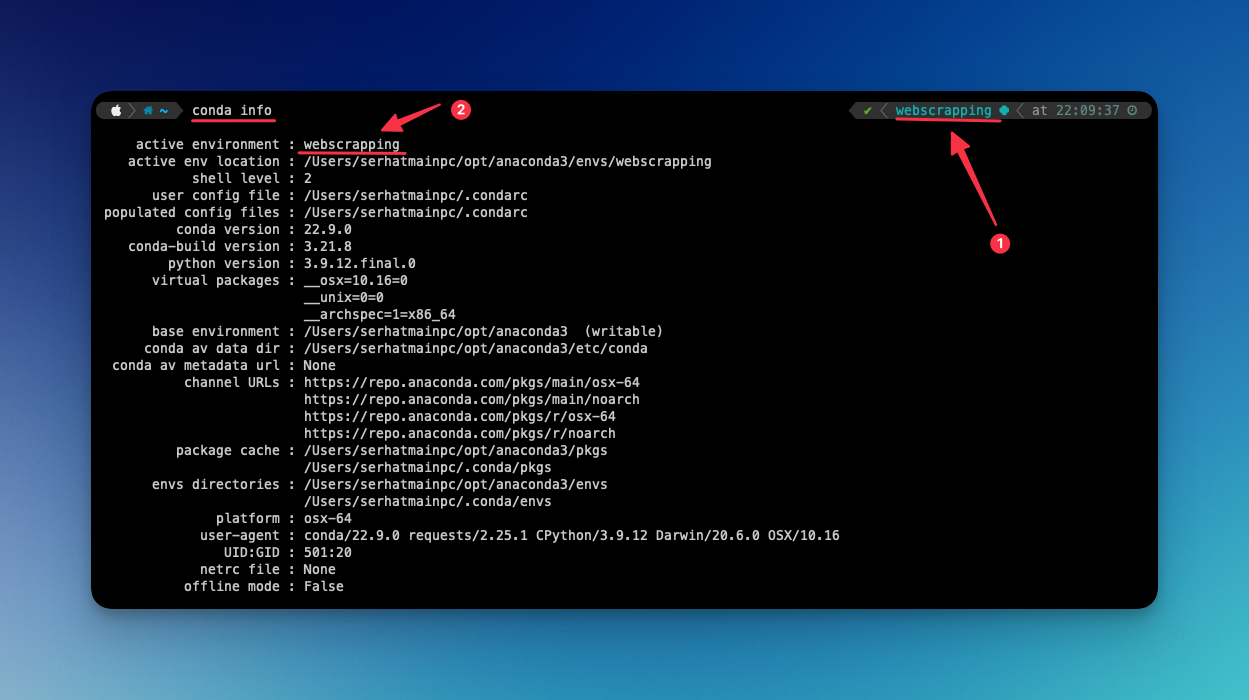 ~ conda info ✔ webscrapping at 22:09:37
2
active environment : webscrapping
active env location : /Users/serhatmainpc/opt/anaconda3/envs/webscrapping
shell level : 2
user config file : /Users/serhatmainpc/.condarc
populated config files : /Users/serhatmainpc/.condarc
conda version : 22.9.0
1
conda-build version : 3.21.8
python version : 3.9.12.final.0
virtual packages : __osx=10.16=0
__unix=0=0
__archspec=1=x86_64
base environment : /Users/serhatmainpc/opt/anaconda3  (writable)
conda av data dir : /Users/serhatmainpc/opt/anaconda3/etc/conda
conda av metadata url : None
channel URLs : https://repo.anaconda.com/pkgs/main/osx-64
https://repo.anaconda.com/pkgs/main/noarch
https://repo.anaconda.com/pkgs/r/osx-64
https://repo.anaconda.com/pkgs/r/noarch
package cache : /Users/serhatmainpc/opt/anaconda3/pkgs
/Users/serhatmainpc/.conda/pkgs
envs directories : /Users/serhatmainpc/opt/anaconda3/envs
/Users/serhatmainpc/.conda/envs
platform : osx-64
user-agent : conda/22.9.0 requests/2.25.1 CPython/3.9.12 Darwin/20.6.0 OSX/10.16
UID:GID : 501:20
netrc file : None
offline mode : False